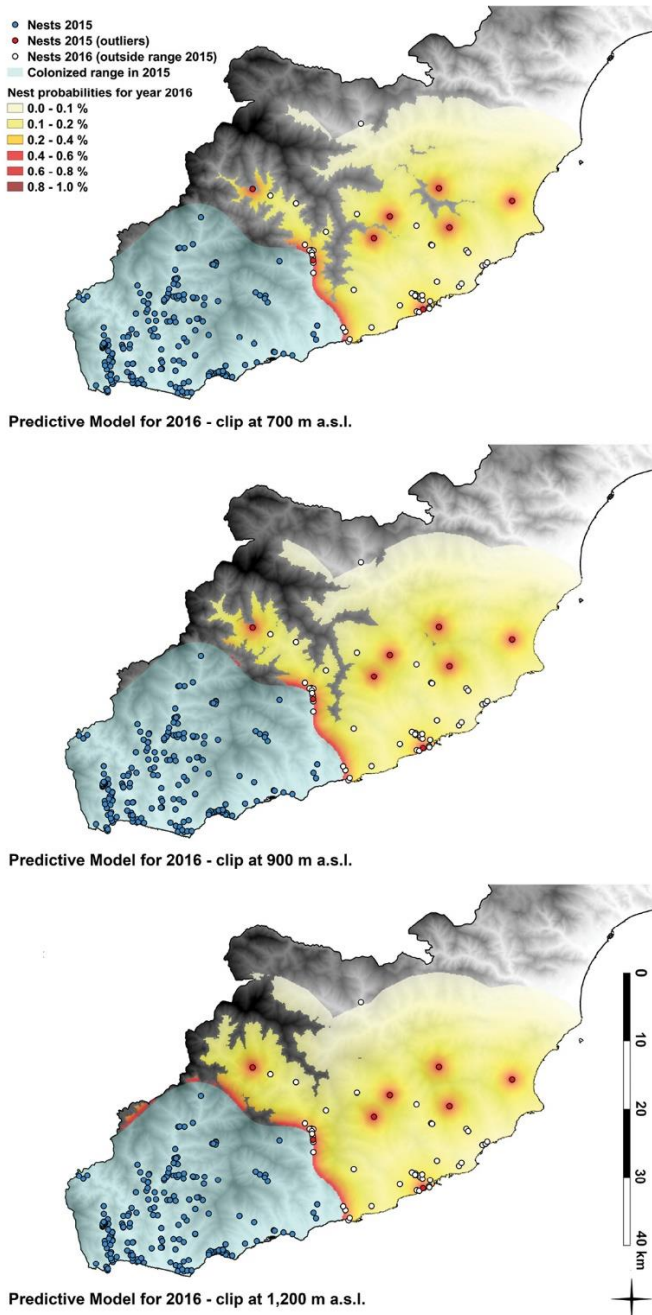 Nests 2015
Nests 2015 (outliers)
Nests 2016 (outside range 2015)
Colonized range in 2015
Nest probabilities for year 2016
0.0 - 0.1 %
0.1 - 0.2 %
0.2 - 0.4 %
0.4 - 0.6 %
0.6 - 0.8 %
0.8 - 1.0 %
Predictive Model for 2016 - clip at 700 m a.s.l.
Predictive Model for 2016 - clip at 900 m a.s.l.
0
10
20
30
40 km
Predictive Model for 2016 - clip at 1,200 m a.s.l.